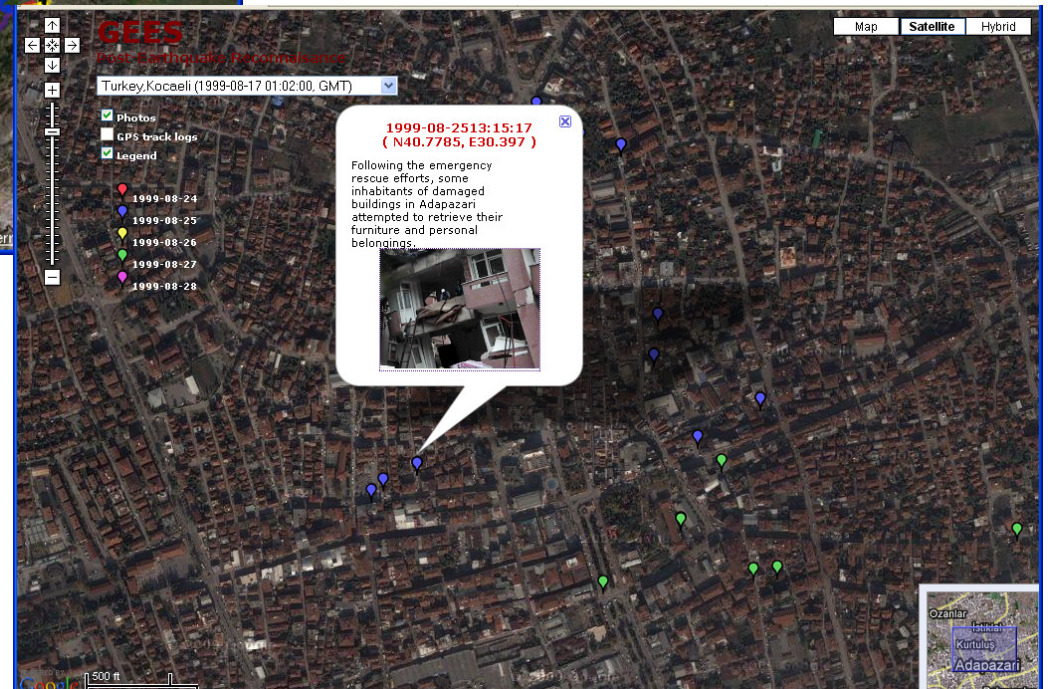 GEES
Post-Earthquake Reconnaisance
Turkey,Kocaeli (1999-08-17 01:02:00, GMT)
Photos
GPS track logs
Legend
1999-08-24
1999-08-25
1999-08-26
1999-08-27
1999-08-28
Map
Satellite
Hybrid
1999-08-2513:15:17
( N40.7785, E30.397 )
Following the emergency
rescue efforts, some
inhabitants of damaged
buildings in Adapazari
attempted to retrieve their
furniture and personal
belongings.
Ozanlar
Istiklal
Kurtuluş
Adapazarı
Google
500 ft